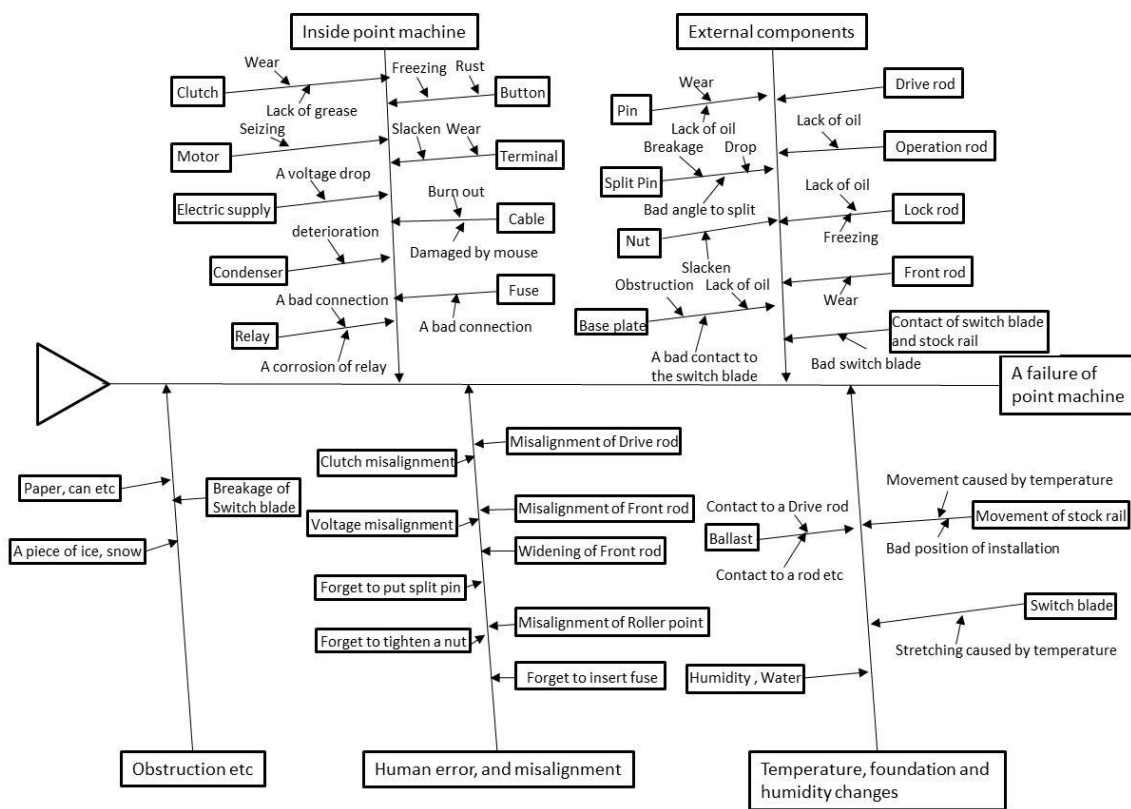 Inside point machine
External components
Wear
Clutch
Lack of grease
Freezing
Rust
Button
Seizing
Motor
Slacken
Wear
Terminal
A voltage drop
Electric supply
Burn out
Cable
Damaged by mouse
deterioration
Condenser
Fuse
A bad connection
A bad connection
Relay
A corrosion of relay
Wear
Pin
Lack of oil
Drive rod
Breakage
Drop
Split Pin
Bad angle to split
Lack of oil
Operation rod
Nut
Slacken
Lack of oil
Lock rod
Freezing
Obstruction
Lack of oil
Base plate
A bad contact to
the switch blade
Front rod
Wear
Contact of switch blade
and stock rail
Bad switch blade
A failure of
point machine
Paper, can etc
Breakage of
Switch blade
A piece of ice, snow
Obstruction etc
Misalignment of Drive rod
Clutch misalignment
Misalignment of Front rod
Voltage misalignment
Widening of Front rod
Forget to put split pin
Misalignment of Roller point
Forget to tighten a nut
Forget to insert fuse
Human error, and misalignment
Contact to a Drive rod
Ballast
Contact to a rod etc
Movement caused by temperature
Movement of stock rail
Bad position of installation
Switch blade
Stretching caused by temperature
Humidity , Water
Temperature, foundation and
humidity changes